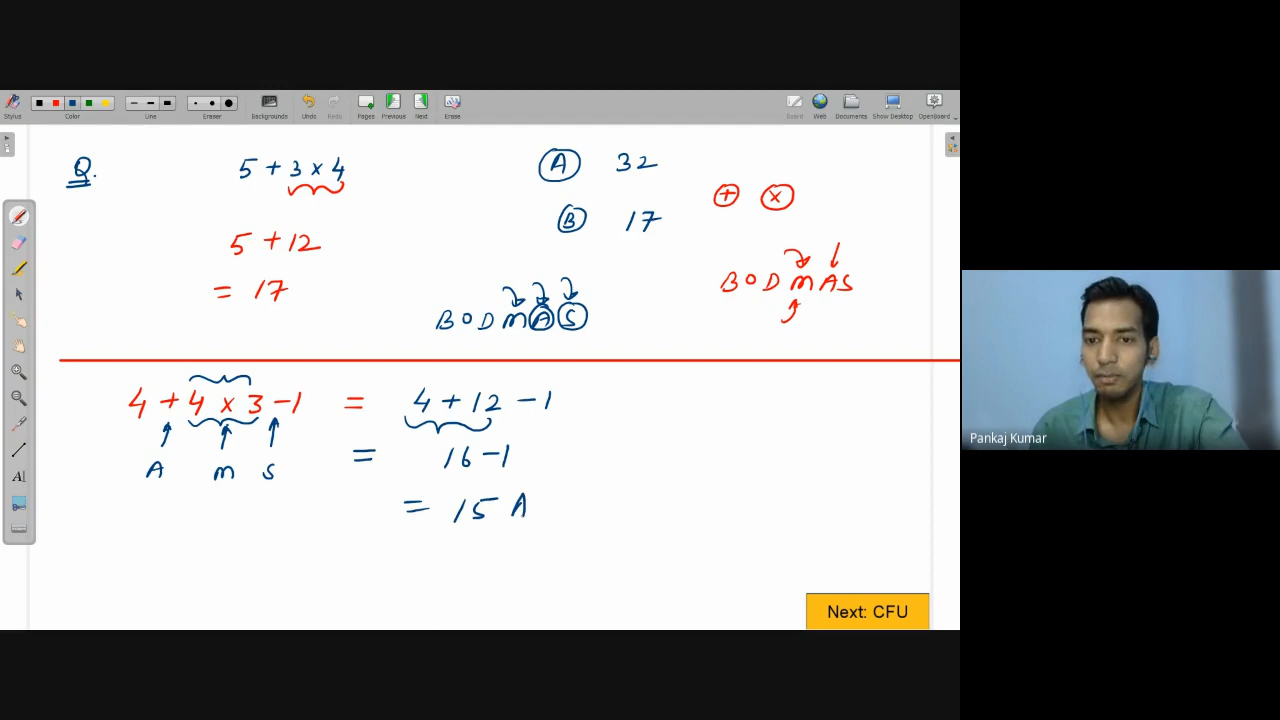 Stylus Color Line Eraser Backgrounds Undo Redo Pages Previous Next Erase Board Web Documents Show Desktop OpenBoard
Q. 5 + 3 × 4 A 32
B 17 + ×
5 + 12
= 17
BODMAS BODMAS
4 + 4 × 3 - 1 = 4 + 12 - 1
A M S = 16 - 1
= 15 A
Next: CFU
Pankaj Kumar